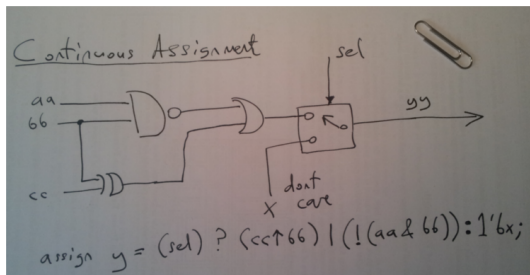 Continuous Assignment
sel
aa
bb
yy
cc
X
dont
care
assign y = (sel) ? (cc↑bb) | (!(aa & bb)) : 1'bx;